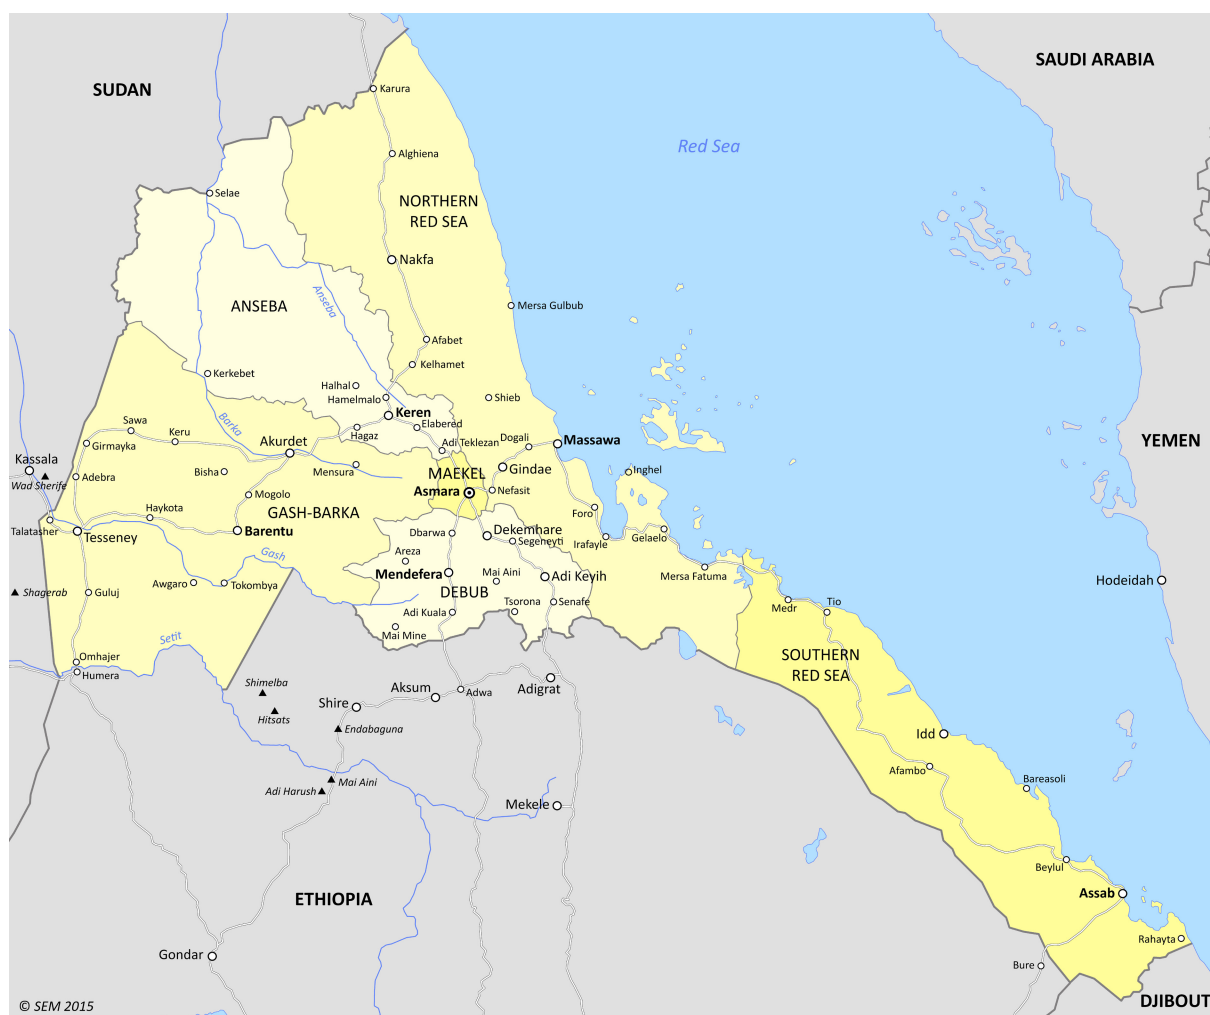 SAUDI ARABIA
SUDAN
Karura
Red Sea
Alghiena
Selae
NORTHERN
RED SEA
Nakfa
Anseba
ANSEBA
Mersa Gulbub
Afabet
Kelhamet
Kerkebet
Halhal
Hamelmalo
Shieb
Keren
Barka
Sawa
Elabered
Keru
Hagaz
Akurdet
Adi Teklezan
Dogali
Massawa
YEMEN
Girmayka
Kassala
Wad Sherife
Adebra
Bisha
Mensura
MAEKEL
Gindae
Inghel
Asmara
Nefasit
Mogolo
Haykota
GASH-BARKA
Foro
Talatasher
Tesseney
Barentu
Dbarwa
Dekemhare
Segeneyti
Irafayle
Gelaelo
Gash
Areza
Mendefera
Mai Aini
Adi Keyih
Mersa Fatuma
Hodeidah
Awgaro
Tokombya
Shagerab
Guluj
DEBUB
Tsorona
Senafe
Medr
Tio
Adi Kuala
Mai Mine
Setit
Omhajer
Humera
SOUTHERN
RED SEA
Shimelba
Aksum
Adwa
Adigrat
Shire
Hitsats
Endabaguna
Idd
Afambo
Mai Aini
Adi Harush
Bareasoli
Mekele
Beylul
Assab
ETHIOPIA
Rahayta
Gondar
Bure
© SEM 2015
DJIBOUT